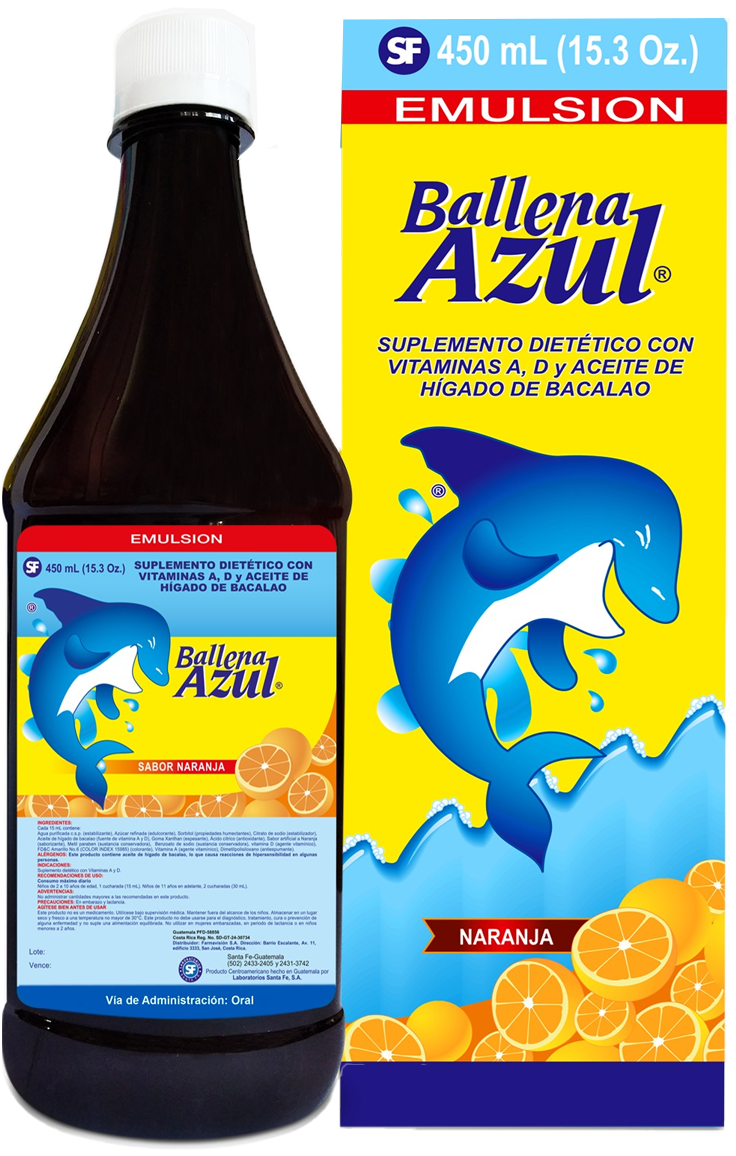 SF 450 mL (15.3 Oz.)
EMULSION
Ballena
Azul®
SUPLEMENTO DIETÉTICO CON
VITAMINAS A, D y ACEITE DE
HÍGADO DE BACALAO
®
NARANJA
EMULSION
SF 450 mL (15.3 Oz.)
SUPLEMENTO DIETÉTICO CON
VITAMINAS A, D y ACEITE DE
HÍGADO DE BACALAO
®
Ballena
Azul®
SABOR NARANJA
INGREDIENTES:
Cada 15 mL contiene:
Agua purificada c.s.p. (estabilizante), Azúcar refinada (edulcorante), Sorbitol (propiedades humectantes), Citrato de sodio (estabilizador),
Aceite de hígado de bacalao (fuente de vitamina A y D), Goma Xanthan (espesante), Ácido cítrico (antioxidante), Sabor artificial a Naranja
(saborizante), Metil parabeno (sustancia conservadora), Benzoato de sodio (sustancia conservadora), vitamina D (agente vitamínico),
FD&C Amarillo No.6 (COLOR INDEX 15985) (colorante), Vitamina A (agente vitamínico), Dimetilpolisiloxano (antiespumante).
ALÉRGENOS: Este producto contiene aceite de hígado de bacalao, lo que causa reacciones de hipersensibilidad en algunas
personas.
INDICACIONES:
Suplemento dietético con Vitaminas A y D.
RECOMENDACIONES DE USO:
Consumo máximo diario
Niños de 2 a 10 años de edad, 1 cucharada (15 mL). Niños de 11 años en adelante, 2 cucharadas (30 mL).
ADVERTENCIAS:
No administrar cantidades mayores a las recomendadas en este producto.
PRECAUCIONES: En embarazo y lactancia.
AGÍTESE BIEN ANTES DE USAR
Este producto no es un medicamento. Utilícese bajo supervisión médica. Mantener fuera del alcance de los niños. Almacenar en un lugar
seco y fresco a una temperatura no mayor de 30°C. Este producto no debe usarse para el diagnóstico, tratamiento, cura o prevención de
alguna enfermedad y no suple una alimentación equilibrada. No utilizar en mujeres embarazadas, en período de lactancia o en niños
menores a 2 años.
Guatemala PFD-58856
Costa Rica Reg. No. SD-GT-24-30734
Distribuidor: Farmavisión S.A. Dirección: Barrio Escalante, Av. 11,
edificio 3333, San José, Costa Rica.
Lote:
Vence:
SF
Santa Fe-Guatemala
(502) 2433-2405 y 2431-3742
Producto Centroamericano hecho en Guatemala por
Laboratorios Santa Fe, S.A.
Vía de Administración: Oral